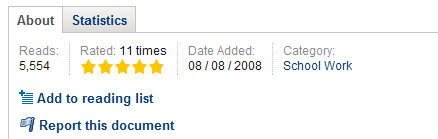 About Statistics
Reads: Rated: 11 times Date Added: Category:
5,554 08 / 08 / 2008 School Work
Add to reading list
Report this document